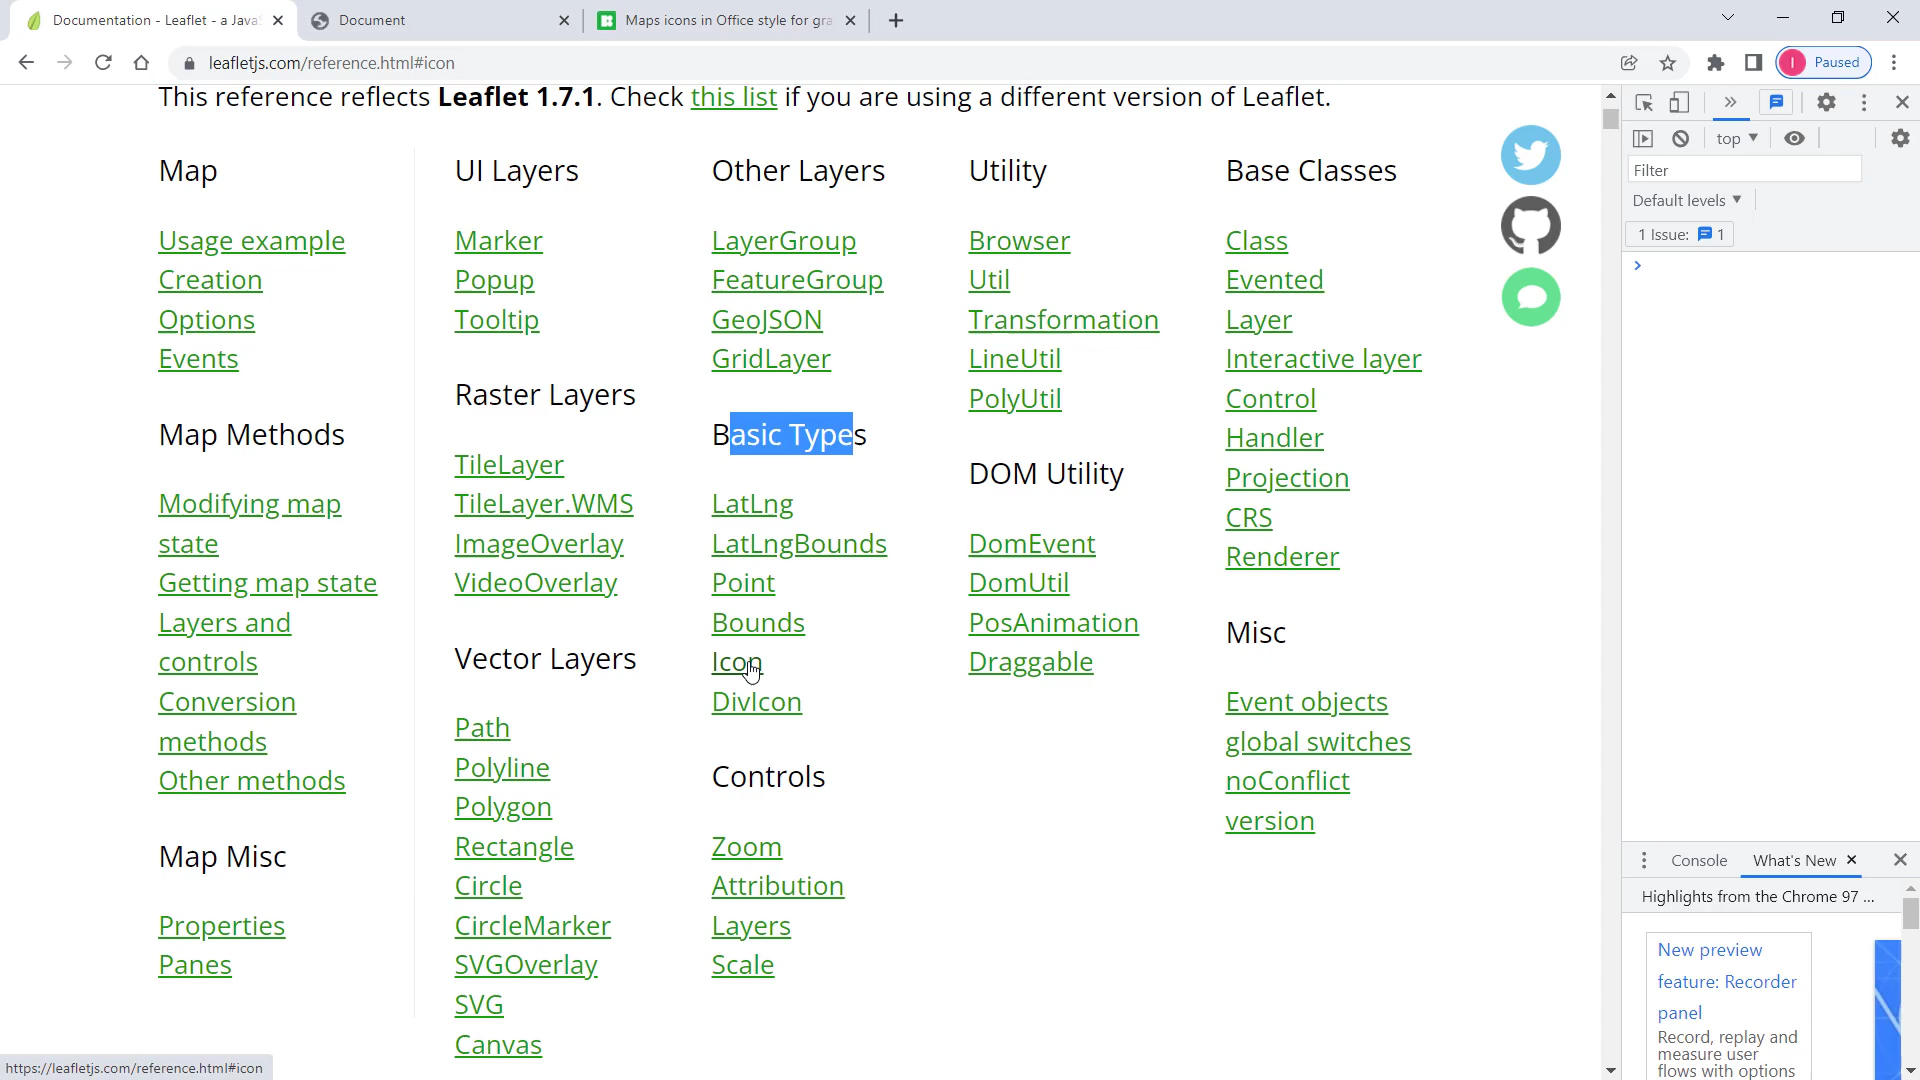 Documentation - Leaflet - a Java
Document
Maps icons in Office style for gra
leafletjs.com/reference.html#icon
Paused
This reference reflects Leaflet 1.7.1. Check this list if you are using a different version of Leaflet.
Map
Usage example
Creation
Options
Events
Map Methods
Modifying map
state
Getting map state
Layers and
controls
Conversion
methods
Other methods
Map Misc
Properties
Panes
UI Layers
Marker
Popup
Tooltip
Raster Layers
TileLayer
TileLayer.WMS
ImageOverlay
VideoOverlay
Vector Layers
Path
Polyline
Polygon
Rectangle
Circle
CircleMarker
SVGOverlay
SVG
Canvas
Other Layers
LayerGroup
FeatureGroup
GeoJSON
GridLayer
Basic Types
LatLng
LatLngBounds
Point
Bounds
Icon
DivIcon
Controls
Zoom
Attribution
Layers
Scale
Utility
Browser
Util
Transformation
LineUtil
PolyUtil
DOM Utility
DomEvent
DomUtil
PosAnimation
Draggable
Base Classes
Class
Evented
Layer
Interactive layer
Control
Handler
Projection
CRS
Renderer
Misc
Event objects
global switches
noConflict
version
top
Filter
Default levels
1 Issue: 1
Console
What's New
Highlights from the Chrome 97 ...
New preview
feature: Recorder
panel
Record, replay and
measure user
flows with options
https://leafletjs.com/reference.html#icon